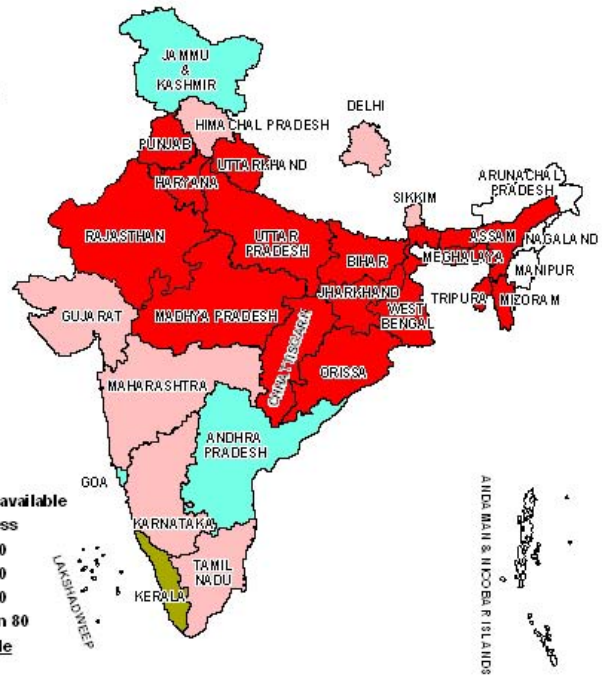 JAMMU
&
KASHMIR
DELHI
HIMACHAL PRADESH
PUNJAB
UTTARKHAND
HARYANA
ARUNACHAL
PRADESH
SIKKIM
RAJASTHAN
UTTAR
PRADESH
ASSAM
NAGALAND
BIHAR
MEGHALAYA
MANIPUR
JHARKHAND
TRIPURA
MIZORAM
GUJARAT
MADHYA PRADESH
WEST
BENGAL
CHHATTISGARH
ORISSA
MAHARASHTRA
ANDHRA
PRADESH
GOA
KARNATAKA
TAMIL
NADU
KERALA
LAKSHADWEEP
ANDAMAN & NICOBAR ISLANDS
available
ss
0
0
0
n 80
le